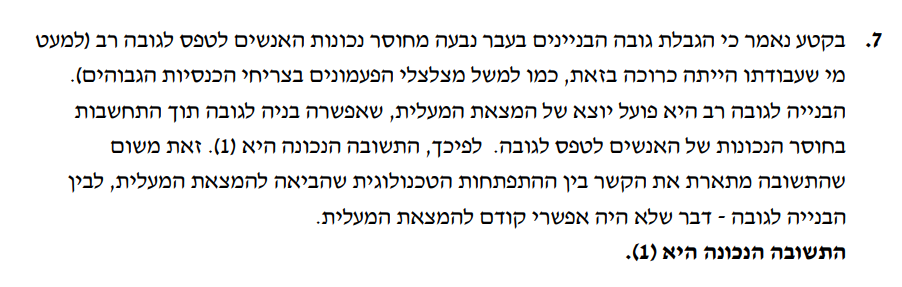 7. בקטע נאמר כי הגבלת גובה הבניינים בעבר נבעה מחוסר נכונות האנשים לטפס לגובה רב (למעט
מי שעבודתו הייתה כרוכה בזאת, כמו למשל מצלצלי הפעמונים בצריחי הכנסיות הגבוהים).
הבנייה לגובה רב היא פועל יוצא של המצאת המעלית, שאפשרה בניה לגובה תוך התחשבות
בחוסר הנכונות של האנשים לטפס לגובה. לפיכך, התשובה הנכונה היא (1). זאת משום
שהתשובה מתארת את הקשר בין ההתפתחות הטכנולוגית שהביאה להמצאת המעלית, לבין
הבנייה לגובה - דבר שלא היה אפשרי קודם להמצאת המעלית.
התשובה הנכונה היא (1).